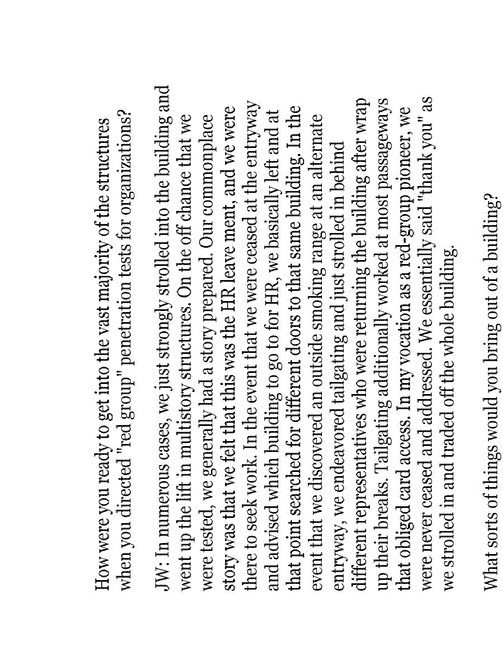 How were you ready to get into the vast majority of the structures
when you directed "red group" penetration tests for organizations?
JW: In numerous cases, we just strongly strolled into the building and
went up the lift in multistory structures. On the off chance that we
were tested, we generally had a story prepared. Our commonplace
story was that we felt that this was the HR leave ment, and we were
there to seek work. In the event that we were ceased at the entryway
and advised which building to go to for HR, we basically left and at
that point searched for different doors to that same building. In the
event that we discovered an outside smoking range at an alternate
entryway, we endeavored tailgating and just strolled in behind
different representatives who were returning the building after wrap
up their breaks. Tailgating additionally worked at most passageways
that obliged card access. In my vocation as a red-group pioneer, we
were never ceased and addressed. We essentially said "thank you" as
we strolled in and traded off the whole building.
What sorts of things would you bring out of a building?